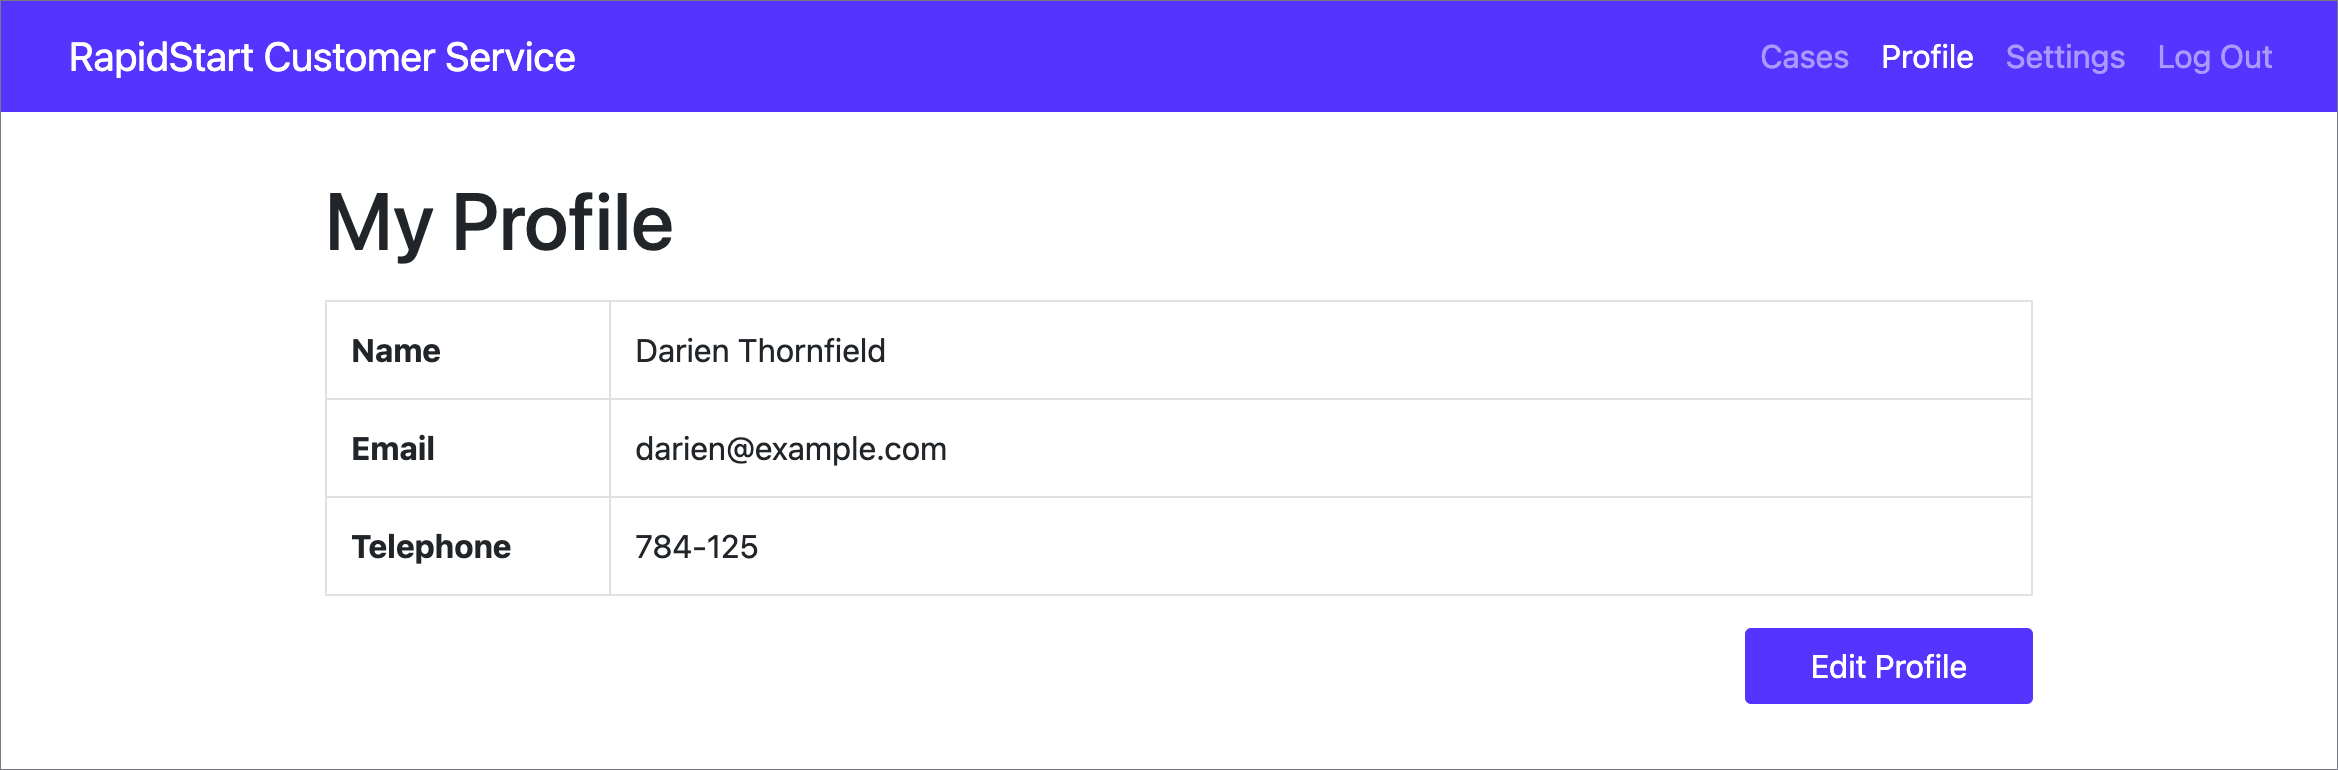 RapidStart Customer Service Cases Profile Settings Log Out
My Profile
Name Darien Thornfield
Email darien@example.com
Telephone 784-125
Edit Profile